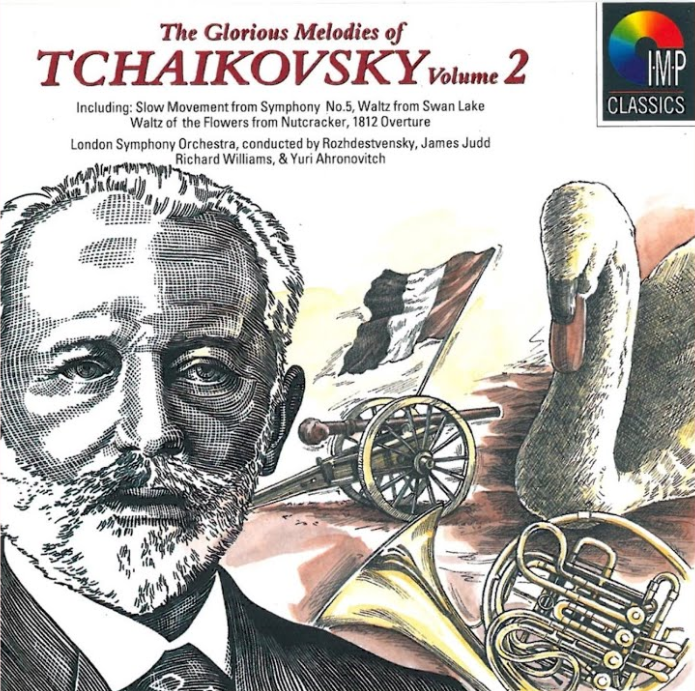 The Glorious Melodies of
TCHAIKOVSKY Volume 2
Including: Slow Movement from Symphony No.5, Waltz from Swan Lake
Waltz of the Flowers from Nutcracker, 1812 Overture
London Symphony Orchestra, conducted by Rozhdestvensky, James Judd
Richard Williams, & Yuri Ahronovitch
I·M·P
CLASSICS